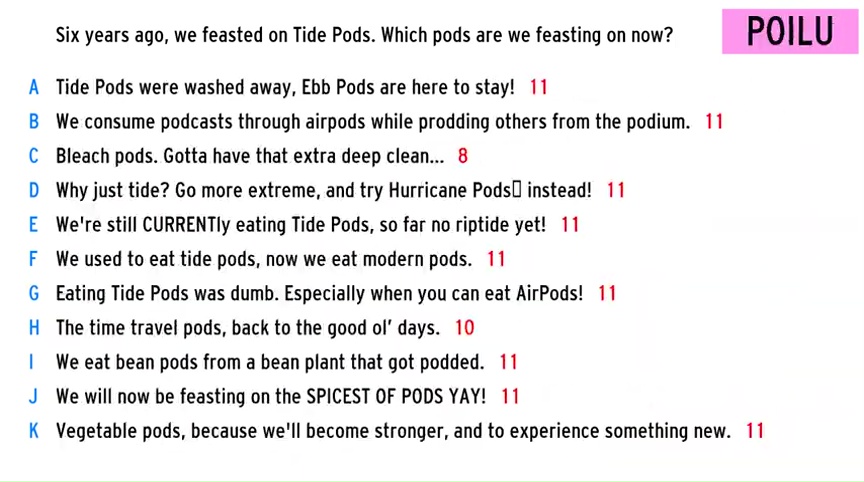 Six years ago, we feasted on Tide Pods. Which pods are we feasting on now?
POILU
A Tide Pods were washed away, Ebb Pods are here to stay! 11
B We consume podcasts through airpods while prodding others from the podium. 11
C Bleach pods. Gotta have that extra deep clean... 8
D Why just tide? Go more extreme, and try Hurricane Pods▯ instead! 11
E We're still CURRENTly eating Tide Pods, so far no riptide yet! 11
F We used to eat tide pods, now we eat modern pods. 11
G Eating Tide Pods was dumb. Especially when you can eat AirPods! 11
H The time travel pods, back to the good ol’ days. 10
I We eat bean pods from a bean plant that got podded. 11
J We will now be feasting on the SPICEST OF PODS YAY! 11
K Vegetable pods, because we'll become stronger, and to experience something new. 11